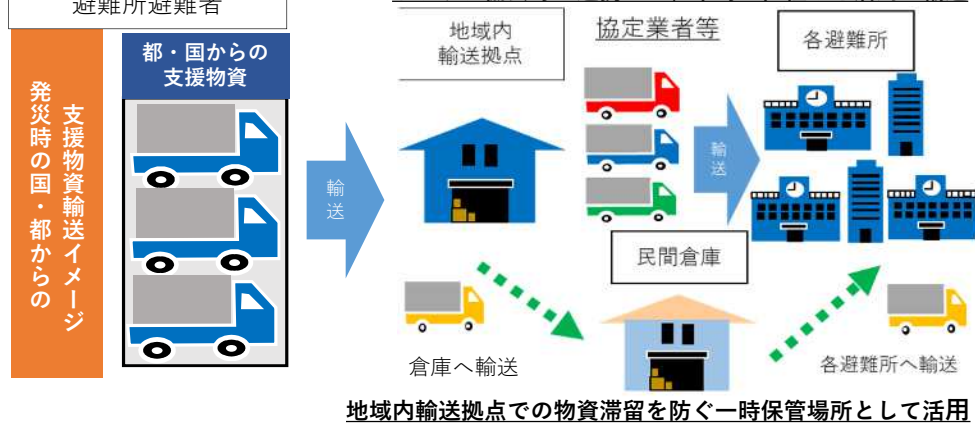 避難所避難者
発災時の国・都からの
支援物資輸送イメージ
都・国からの
支援物資
輸送
地域内
輸送拠点
協定業者等
輸送
各避難所
民間倉庫
倉庫へ輸送
各避難所へ輸送
地域内輸送拠点での物資滞留を防ぐ一時保管場所として活用